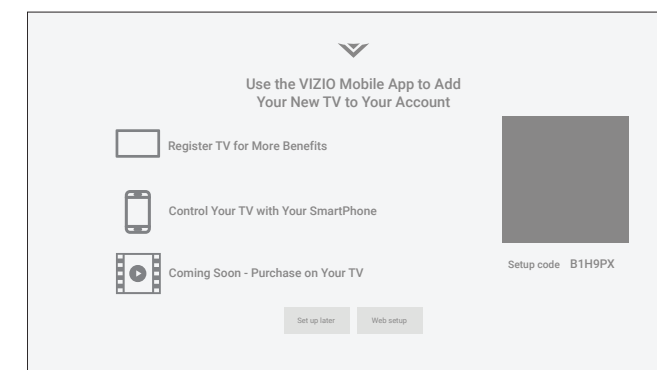 Use the VIZIO Mobile App to Add
Your New TV to Your Account
Register TV for More Benefits
Control Your TV with Your SmartPhone
Coming Soon - Purchase on Your TV
Setup code B1H9PX
Set up later Web setup